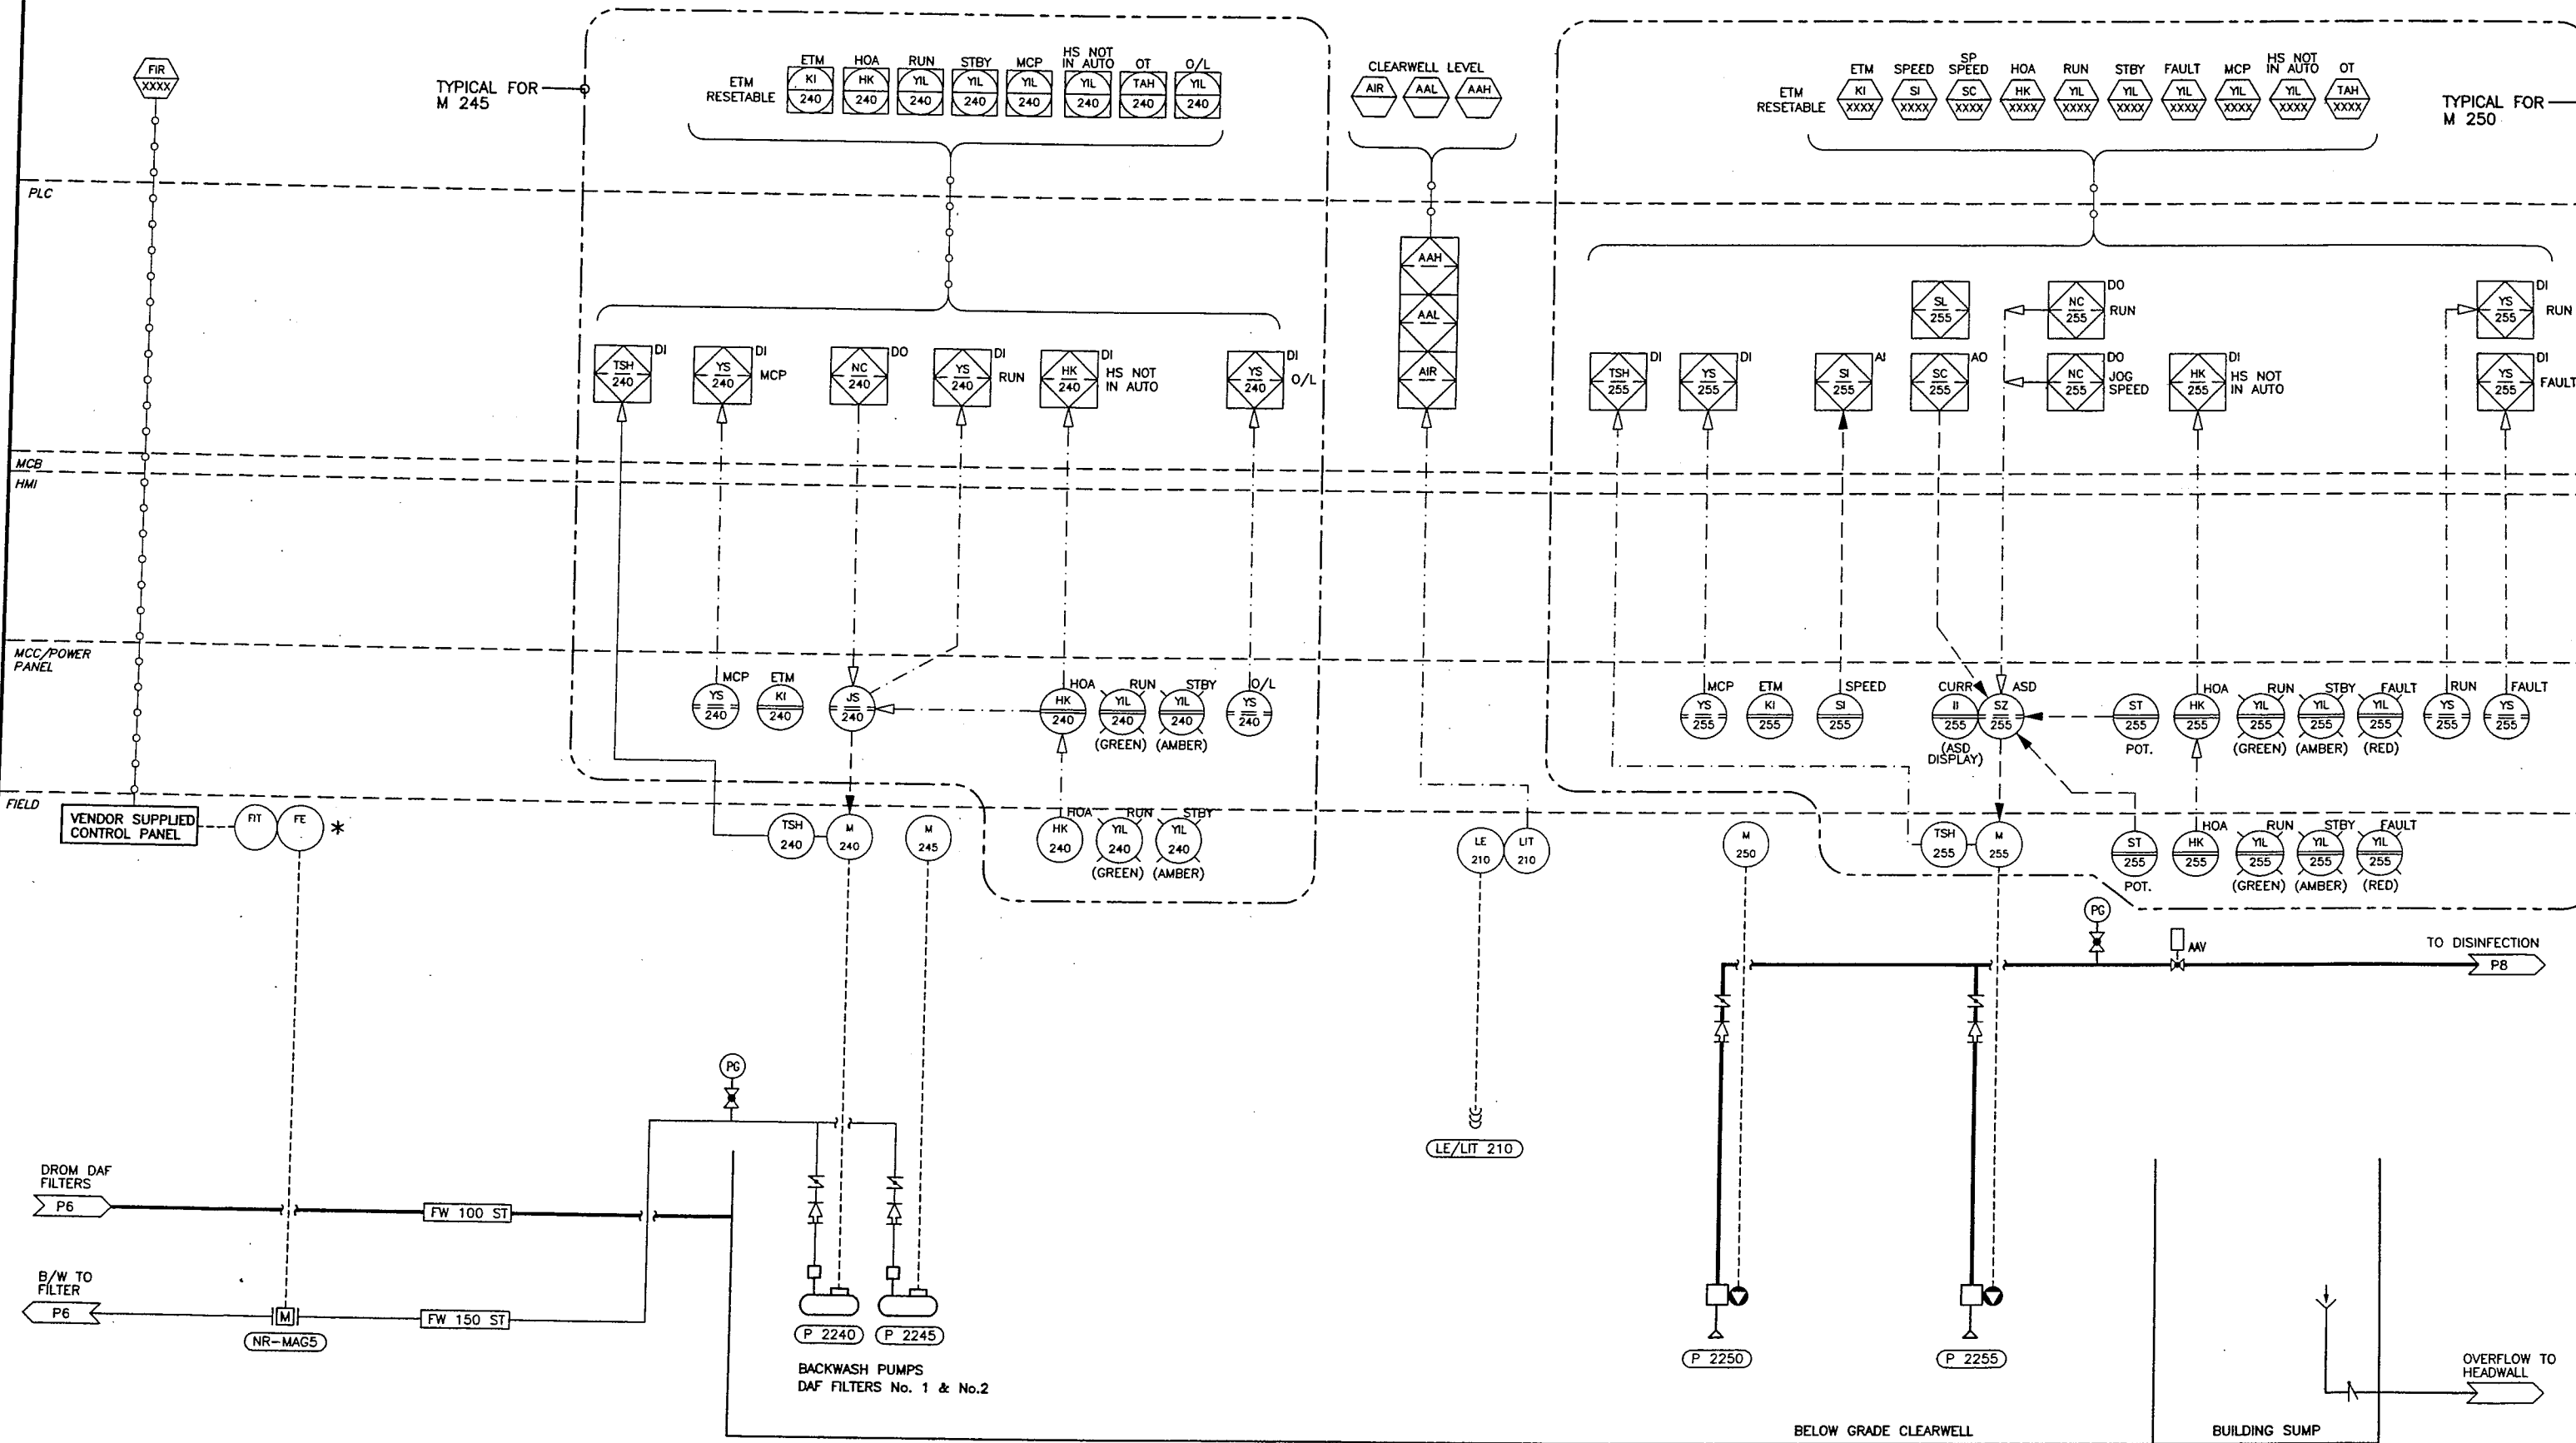 FIR
XXXX
TYPICAL FOR
M 245
ETM
RESETABLE
ETM
KI
240
HOA
HK
240
RUN
YIL
240
STBY
YIL
240
MCP
YIL
240
HS NOT
IN AUTO
YIL
240
OT
TAH
240
O/L
YIL
240
CLEARWELL LEVEL
AIR
AAL
AAH
ETM
RESETABLE
ETM
KI
XXXX
SPEED
SI
XXXX
SP
SPEED
SC
XXXX
HOA
HK
XXXX
RUN
YIL
XXXX
STBY
YIL
XXXX
FAULT
YIL
XXXX
MCP
YIL
XXXX
HS NOT
IN AUTO
YIL
XXXX
OT
TAH
XXXX
TYPICAL FOR
M 250
PLC
TSH
240
DI
YS
240
DI
MCP
NC
240
DO
YS
240
DI
RUN
HK
240
DI
HS NOT
IN AUTO
YS
240
DI
O/L
AAH
AAL
AIR
SL
255
NC
255
DO
RUN
YS
255
DI
RUN
TSH
255
DI
YS
255
DI
SI
255
AI
SC
255
AO
NC
255
DO
JOG
SPEED
HK
255
DI
HS NOT
IN AUTO
YS
255
DI
FAULT
MCB
HMI
MCC/POWER
PANEL
MCP
YS
240
ETM
KI
240
JS
240
HOA
HK
240
RUN
YIL
240
(GREEN)
STBY
YIL
240
(AMBER)
O/L
YS
240
MCP
YS
255
ETM
KI
255
SPEED
SI
255
CURR
II
255
(ASD
DISPLAY)
ASD
SZ
255
ST
255
POT.
HOA
HK
255
RUN
YIL
255
(GREEN)
STBY
YIL
255
(AMBER)
FAULT
YIL
255
(RED)
RUN
YS
255
FAULT
YS
255
FIELD
VENDOR SUPPLIED
CONTROL PANEL
FIT
FE
*
TSH
240
M
240
M
245
HOA
HK
240
RUN
YIL
240
(GREEN)
STBY
YIL
240
(AMBER)
LE
210
LIT
210
M
250
TSH
255
M
255
ST
255
POT.
HOA
HK
255
RUN
YIL
255
(GREEN)
STBY
YIL
255
(AMBER)
FAULT
YIL
255
(RED)
PG
AAV
TO DISINFECTION
P8
PG
LE/LIT 210
DROM DAF
FILTERS
P6
FW 100 ST
B/W TO
FILTER
P6
M
NR-MAG5
FW 150 ST
P 2240
P 2245
BACKWASH PUMPS
DAF FILTERS No. 1 & No.2
P 2250
P 2255
OVERFLOW TO
HEADWALL
BELOW GRADE CLEARWELL
BUILDING SUMP